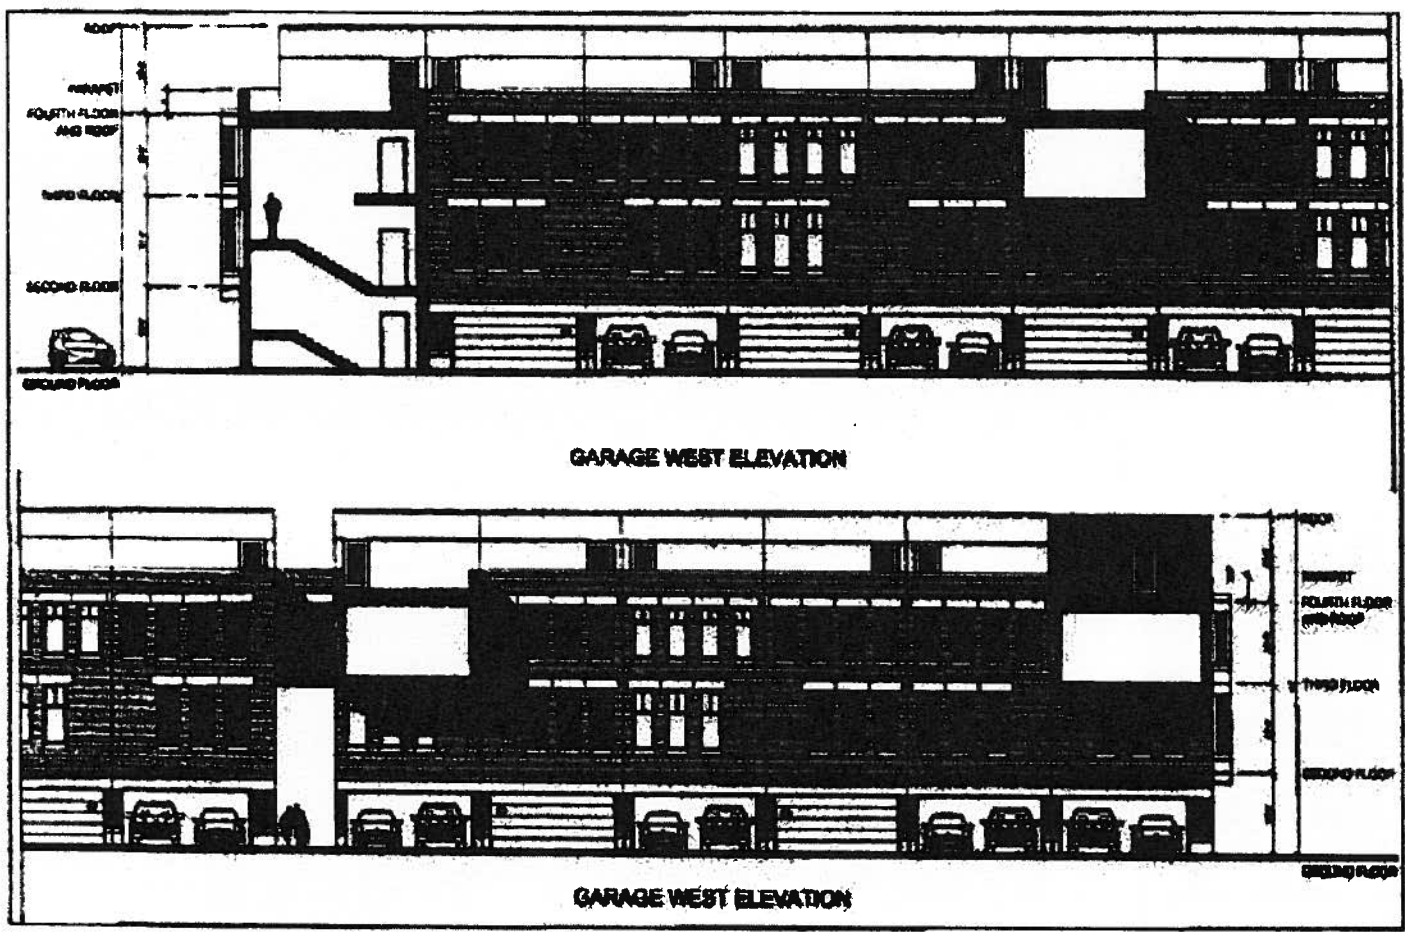 ROOF
PARAPET
FOURTH FLOOR
AND ROOF
THIRD FLOOR
SECOND FLOOR
GROUND FLOOR
GARAGE WEST ELEVATION
ROOF
PARAPET
FOURTH FLOOR
AND ROOF
THIRD FLOOR
SECOND FLOOR
GROUND FLOOR
GARAGE WEST ELEVATION